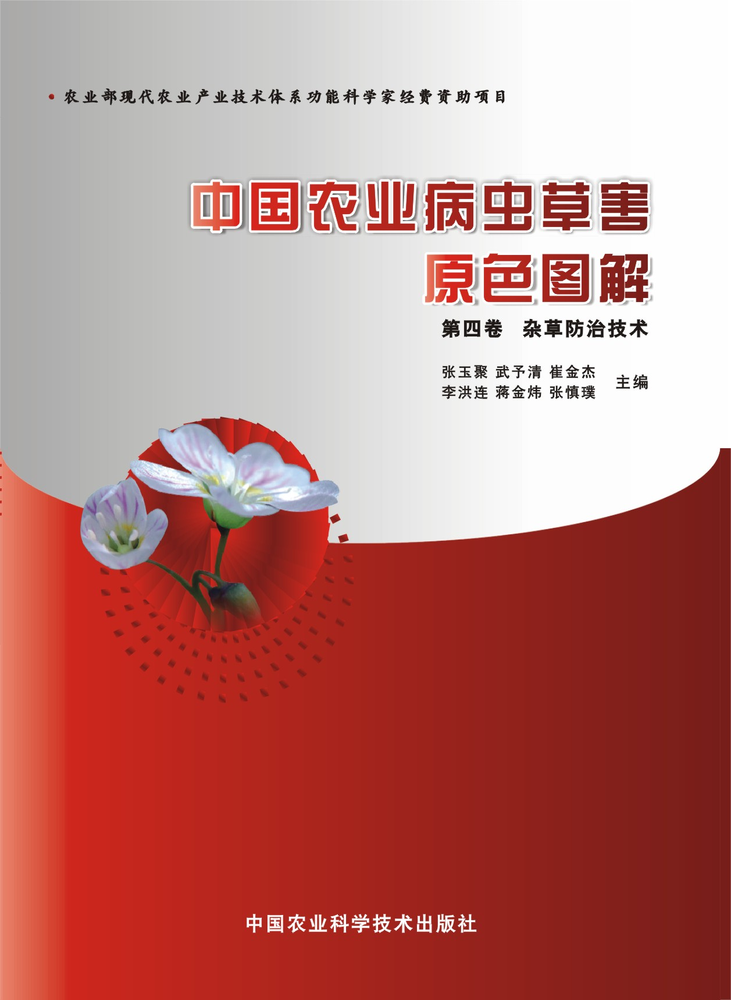 •农业部现代农业产业技术体系功能科学家经费资助项目
中国农业病虫草害
原色图解
第四卷 杂草防治技术
张玉聚 武予清 崔金杰
李洪连 蒋金炜 张慎璞
主编
中国农业科学技术出版社